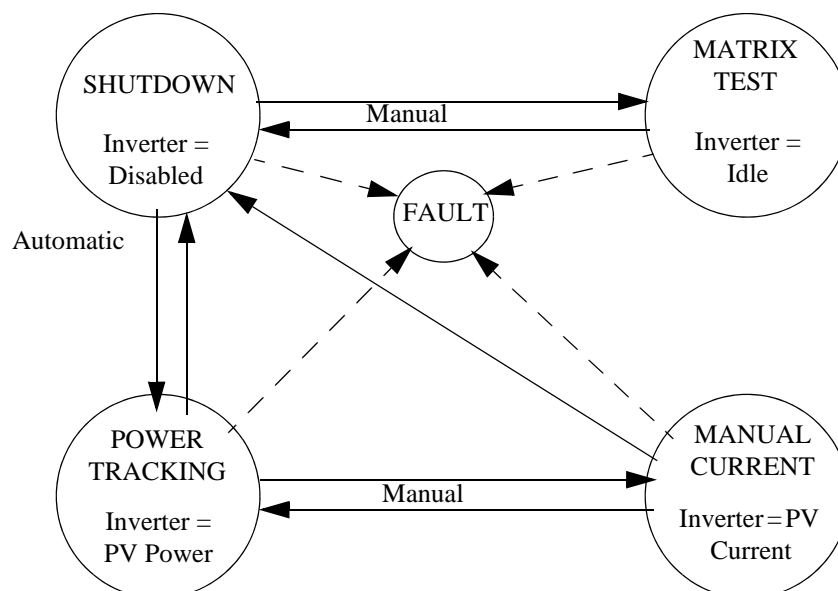 SHUTDOWN
Inverter =
Disabled
Manual
MATRIX
TEST
Inverter =
Idle
FAULT
Automatic
POWER
TRACKING
Inverter =
PV Power
Manual
MANUAL
CURRENT
Inverter = PV
Current